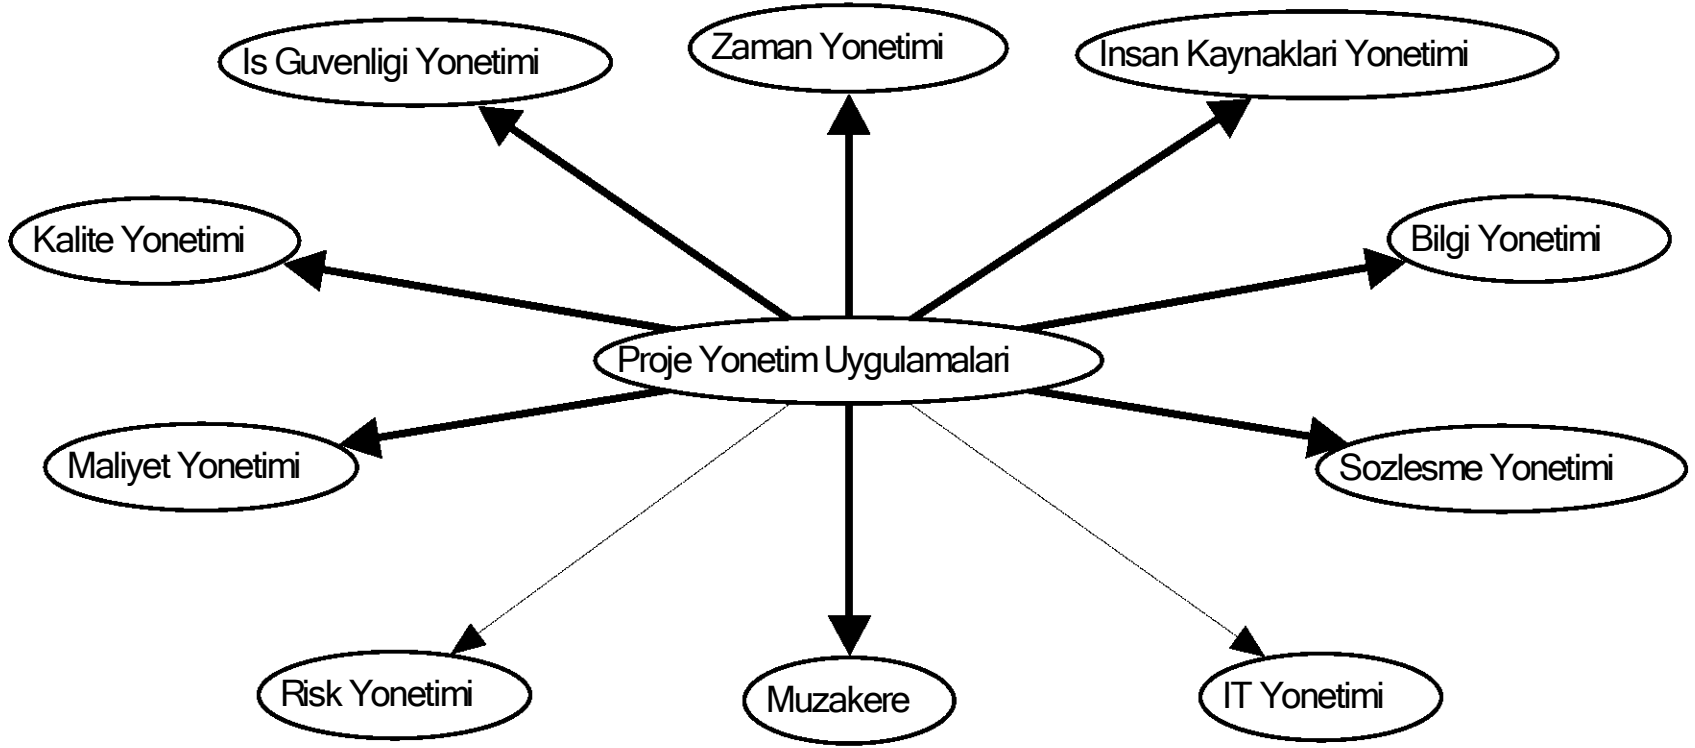 Is Guvenligi Yonetimi
Zaman Yonetimi
Insan Kaynaklari Yonetimi
Kalite Yonetimi
Bilgi Yonetimi
Proje Yonetim Uygulamalari
Maliyet Yonetimi
Sozlesme Yonetimi
Risk Yonetimi
Muzakere
IT Yonetimi